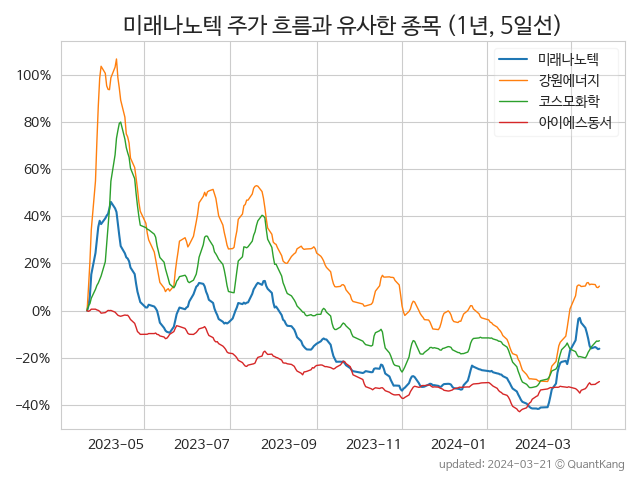 미래나노텍 주가 흐름과 유사한 종목 (1년, 5일선)
미래나노텍
강원에너지
코스모화학
아이에스동서
100%
80%
60%
40%
20%
0%
−20%
−40%
2023-05 2023-07 2023-09 2023-11 2024-01 2024-03
updated: 2024-03-21 © QuantKang